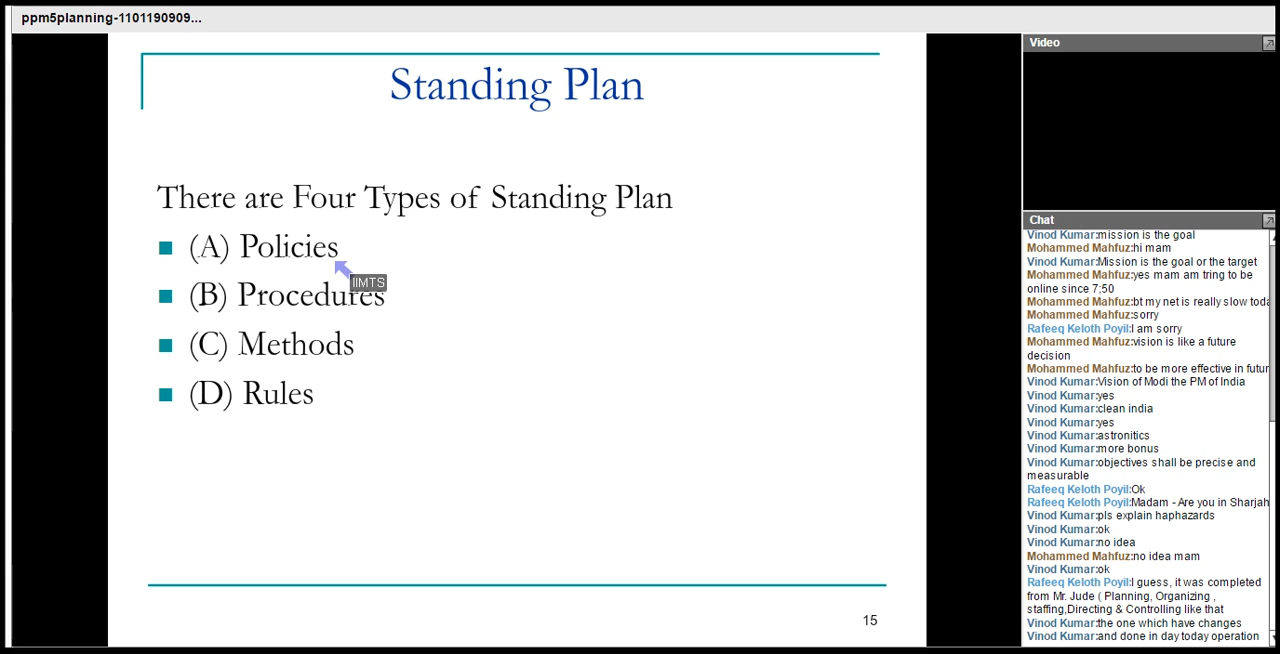 ppm5planning-1101190909...
Standing Plan
There are Four Types of Standing Plan
(A) Policies
IIMTS
(B) Procedures
(C) Methods
(D) Rules
15
Video
Chat
Vinod Kumar:mission is the goal
Mohammed Mahfuz:hi mam
Vinod Kumar:Mission is the goal or the target
Mohammed Mahfuz:yes mam am tring to be
online since 7:50
Mohammed Mahfuz:bt my net is really slow toda
Mohammed Mahfuz:sorry
Rafeeq Keloth Poyil:I am sorry
Mohammed Mahfuz:vision is like a future
decision
Mohammed Mahfuz:to be more effective in futur
Vinod Kumar:Vision of Modi the PM of India
Vinod Kumar:yes
Vinod Kumar:clean india
Vinod Kumar:yes
Vinod Kumar:astronitics
Vinod Kumar:more bonus
Vinod Kumar:objectives shall be precise and
measurable
Rafeeq Keloth Poyil:Ok
Rafeeq Keloth Poyil:Madam - Are you in Sharjah
Vinod Kumar:pls explain haphazards
Vinod Kumar:ok
Vinod Kumar:no idea
Mohammed Mahfuz:no idea mam
Vinod Kumar:ok
Rafeeq Keloth Poyil:I guess, it was completed
from Mr. Jude ( Planning, Organizing ,
staffing,Directing & Controlling like that
Vinod Kumar:the one which have changes
Vinod Kumar:and done in day today operation